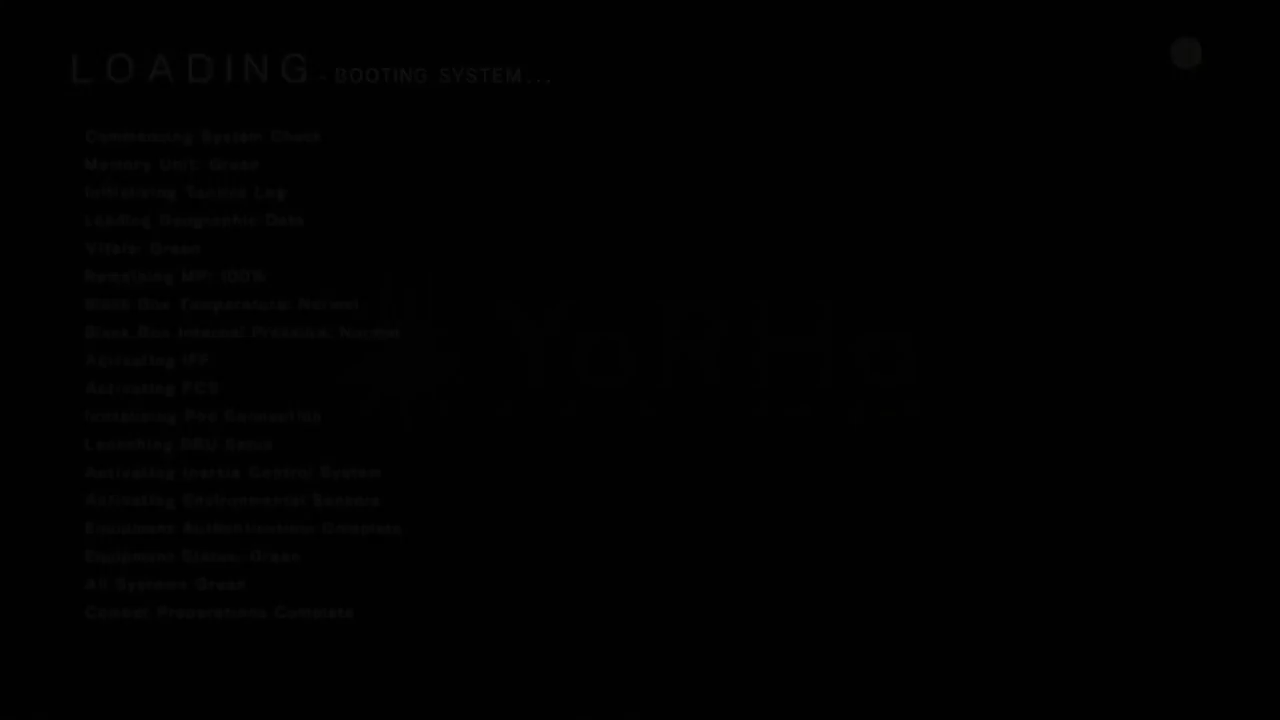 LOADING - BOOTING SYSTEM...
Commencing System Check
Memory Unit: Green
Initializing Tactics Log
Loading Geographic Data
Vitals: Green
Remaining MP: 100%
Black Box Temperature: Normal
Black Box Internal Pressure: Normal
YoRHa
Activating IFF
Activating FCS
Initializing Pod Connection
Launching DBU Setup
Activating Inertia Control System
Activating Environmental Sensors
Equipment Authentication: Complete
Equipment Status: Green
All Systems Green
Combat Preparations Complete